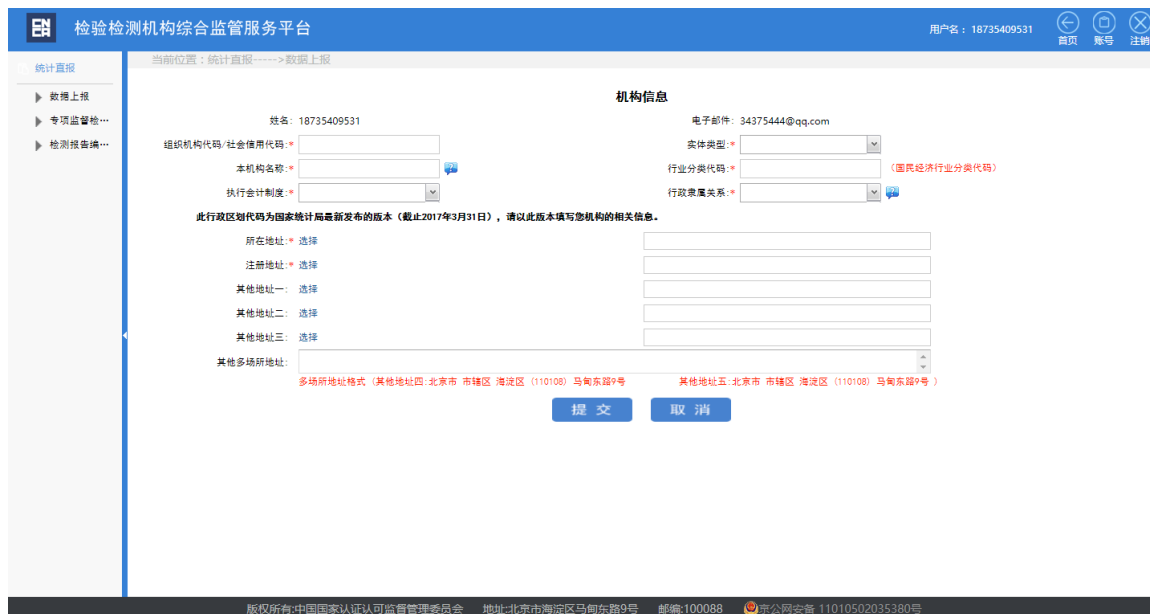 检验检测机构综合监管服务平台
用户名：18735409531
首页 账号 注销
统计直报
数据上报
专项监督检…
检测报告编…
当前位置：统计直报----->数据上报
机构信息
姓名: 18735409531 电子邮件: 34375444@qq.com
组织机构代码/社会信用代码:* 实体类型:*
本机构名称:* 行业分类代码:* （国民经济行业分类代码）
执行会计制度:* 行政隶属关系:*
此行政区划代码为国家统计局最新发布的版本（截止2017年3月31日），请以此版本填写您机构的相关信息。
所在地址:* 选择
注册地址:* 选择
其他地址一: 选择
其他地址二: 选择
其他地址三: 选择
其他多场所地址:
多场所地址格式（其他地址四:北京市 市辖区 海淀区（110108）马甸东路9号 其他地址五:北京市 市辖区 海淀区（110108）马甸东路9号 ）
提 交 取 消
版权所有:中国国家认证认可监督管理委员会 地址:北京市海淀区马甸东路9号 邮编:100088 京公网安备 11010502035380号